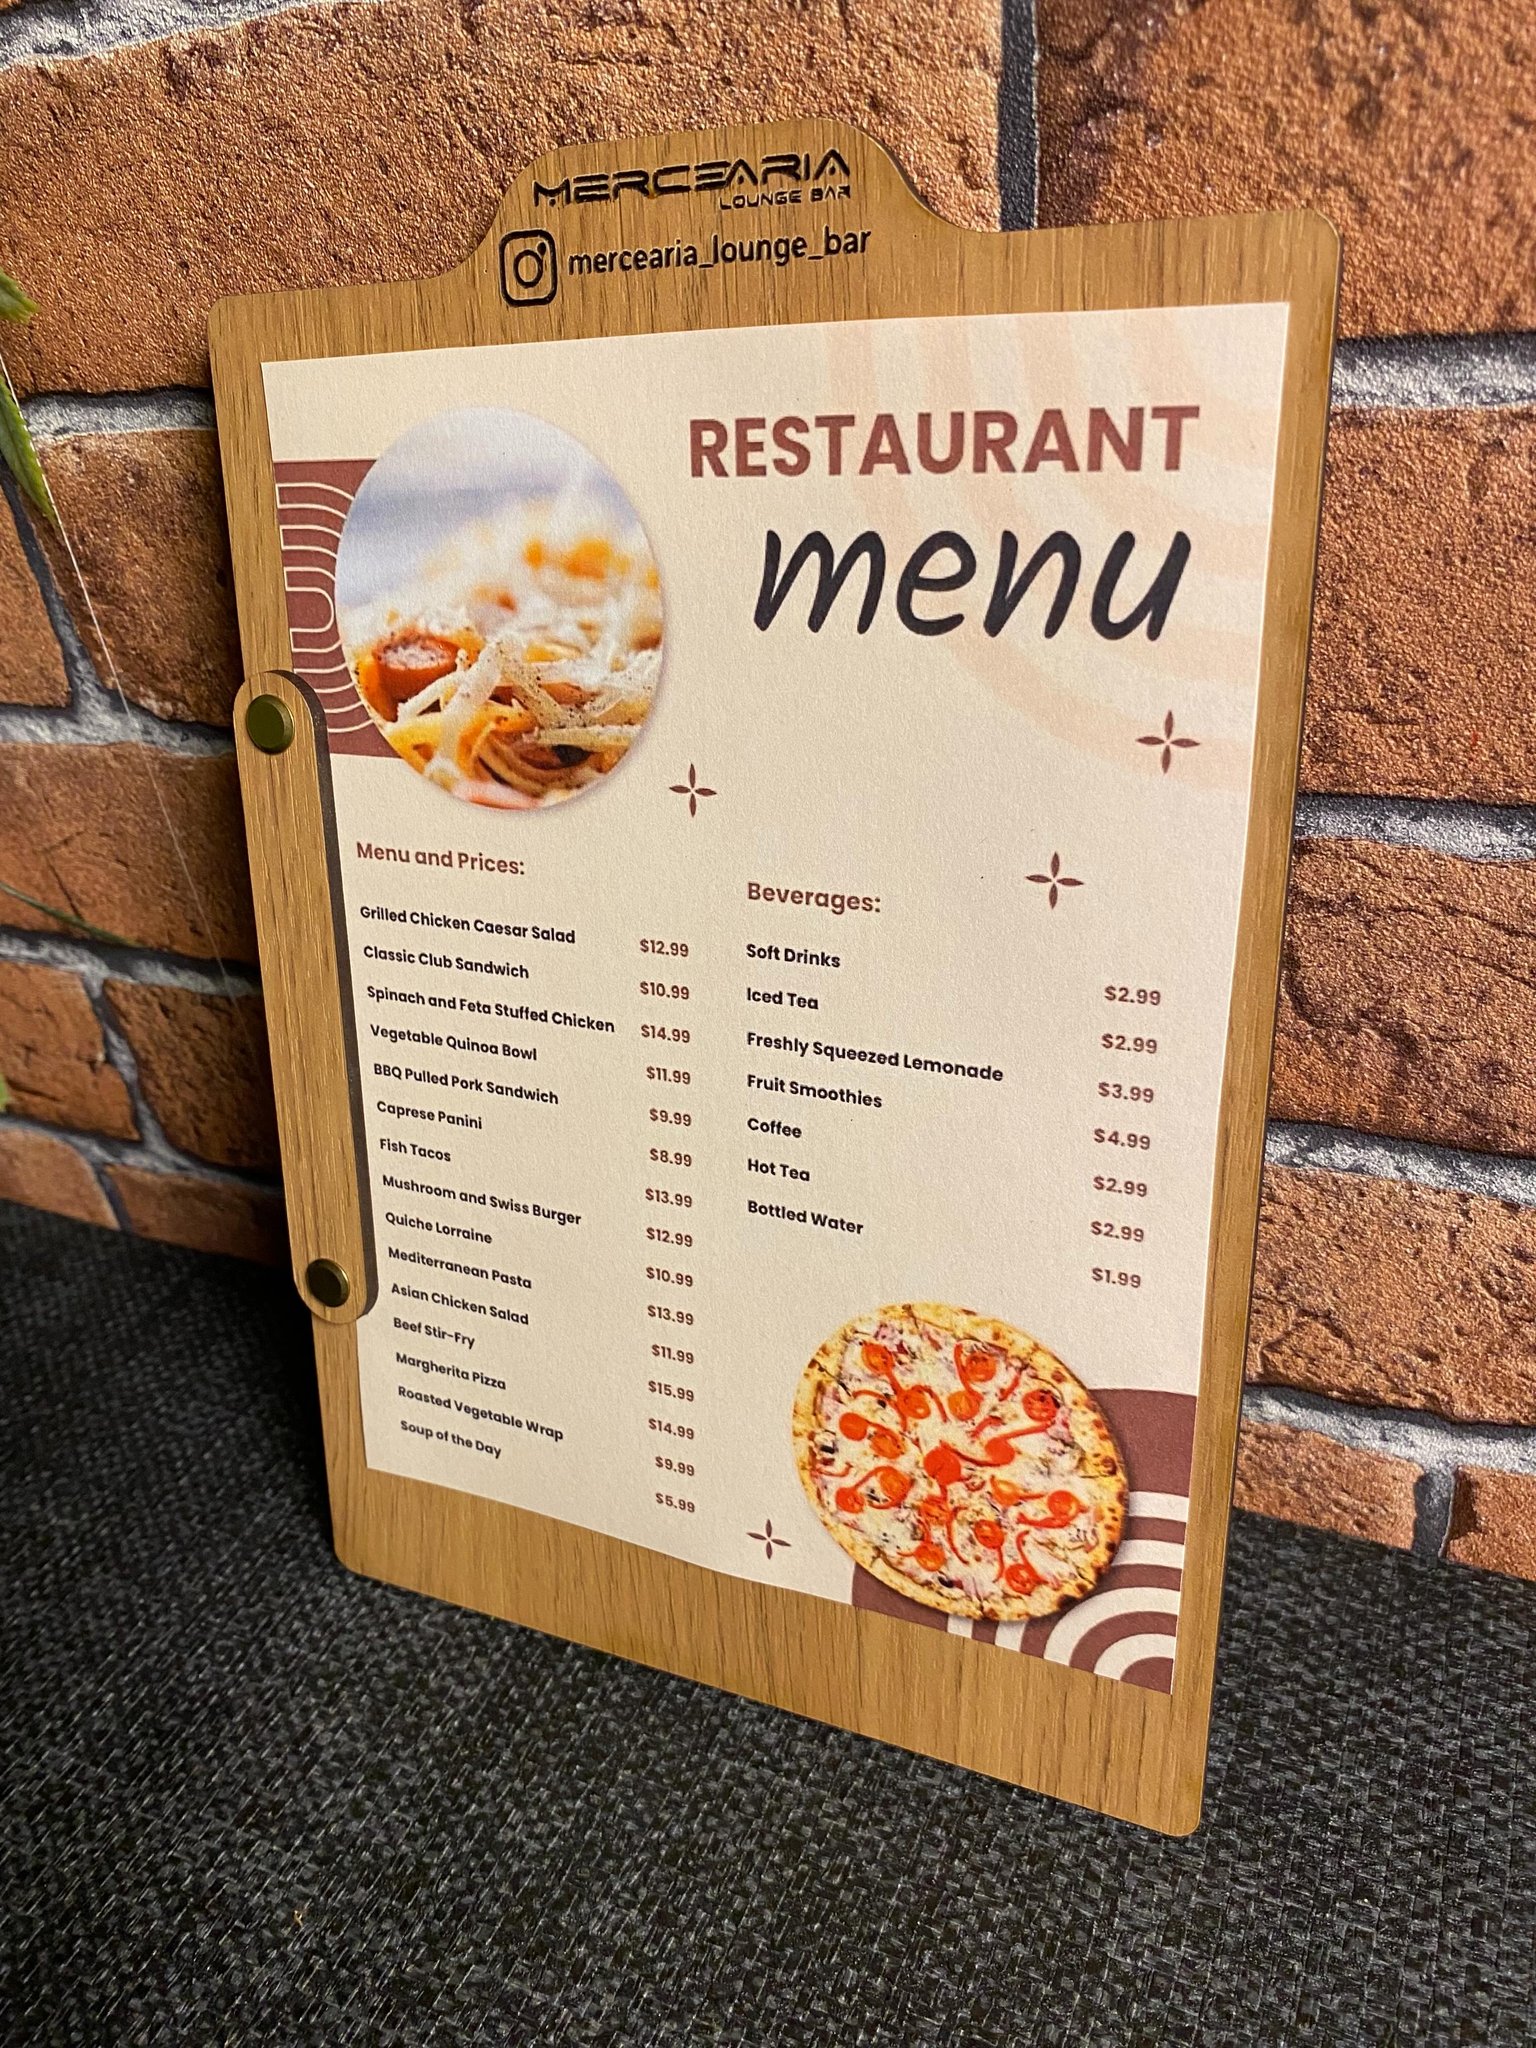 MERCEARIA
LOUNGE BAR
mercearia_lounge_bar
RESTAURANT
menu
Menu and Prices:
Grilled Chicken Caesar Salad $12.99
Classic Club Sandwich $10.99
Spinach and Feta Stuffed Chicken $14.99
Vegetable Quinoa Bowl $11.99
BBQ Pulled Pork Sandwich $9.99
Caprese Panini $8.99
Fish Tacos $13.99
Mushroom and Swiss Burger $12.99
Quiche Lorraine $10.99
Mediterranean Pasta $13.99
Asian Chicken Salad $11.99
Beef Stir-Fry $15.99
Margherita Pizza $14.99
Roasted Vegetable Wrap $9.99
Soup of the Day $5.99
Beverages:
Soft Drinks $2.99
Iced Tea $2.99
Freshly Squeezed Lemonade $3.99
Fruit Smoothies $4.99
Coffee $2.99
Hot Tea $2.99
Bottled Water $1.99